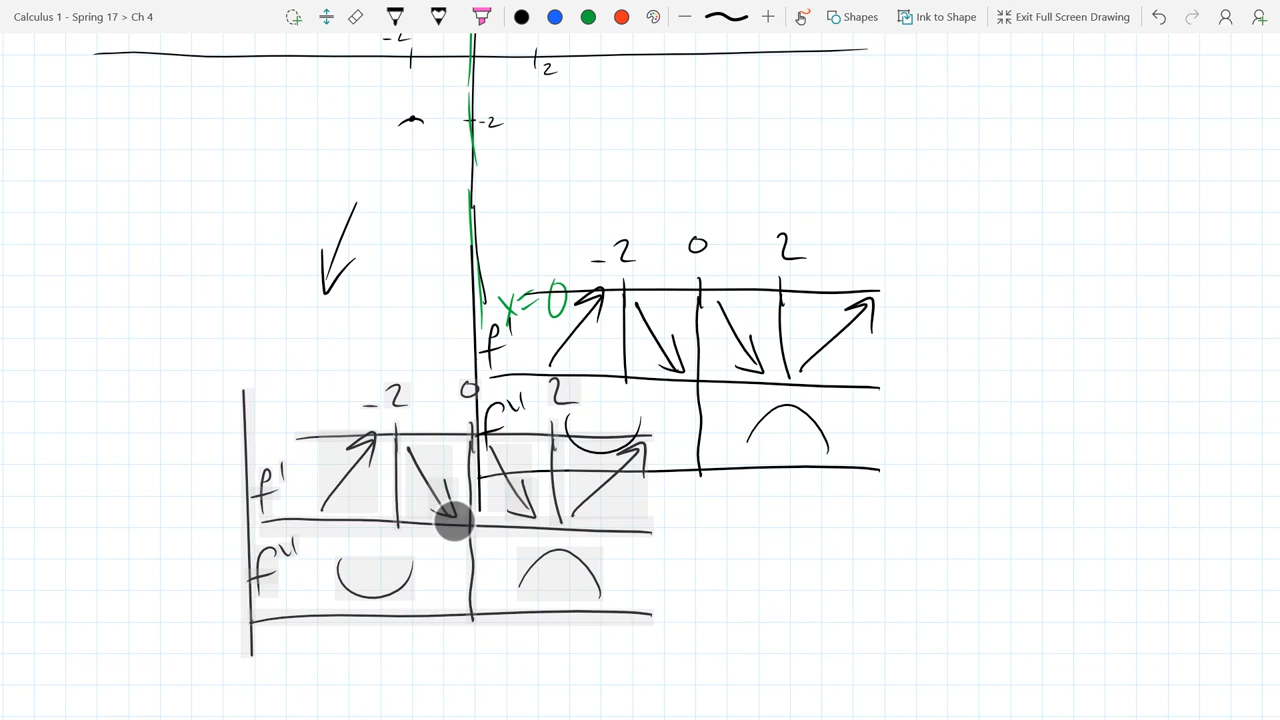 Calculus 1 - Spring 17 > Ch 4
Shapes
Ink to Shape
Exit Full Screen Drawing
-2
2
-2
-2 0 2
x=0
f'
f"
-2 0 2
f'
f"